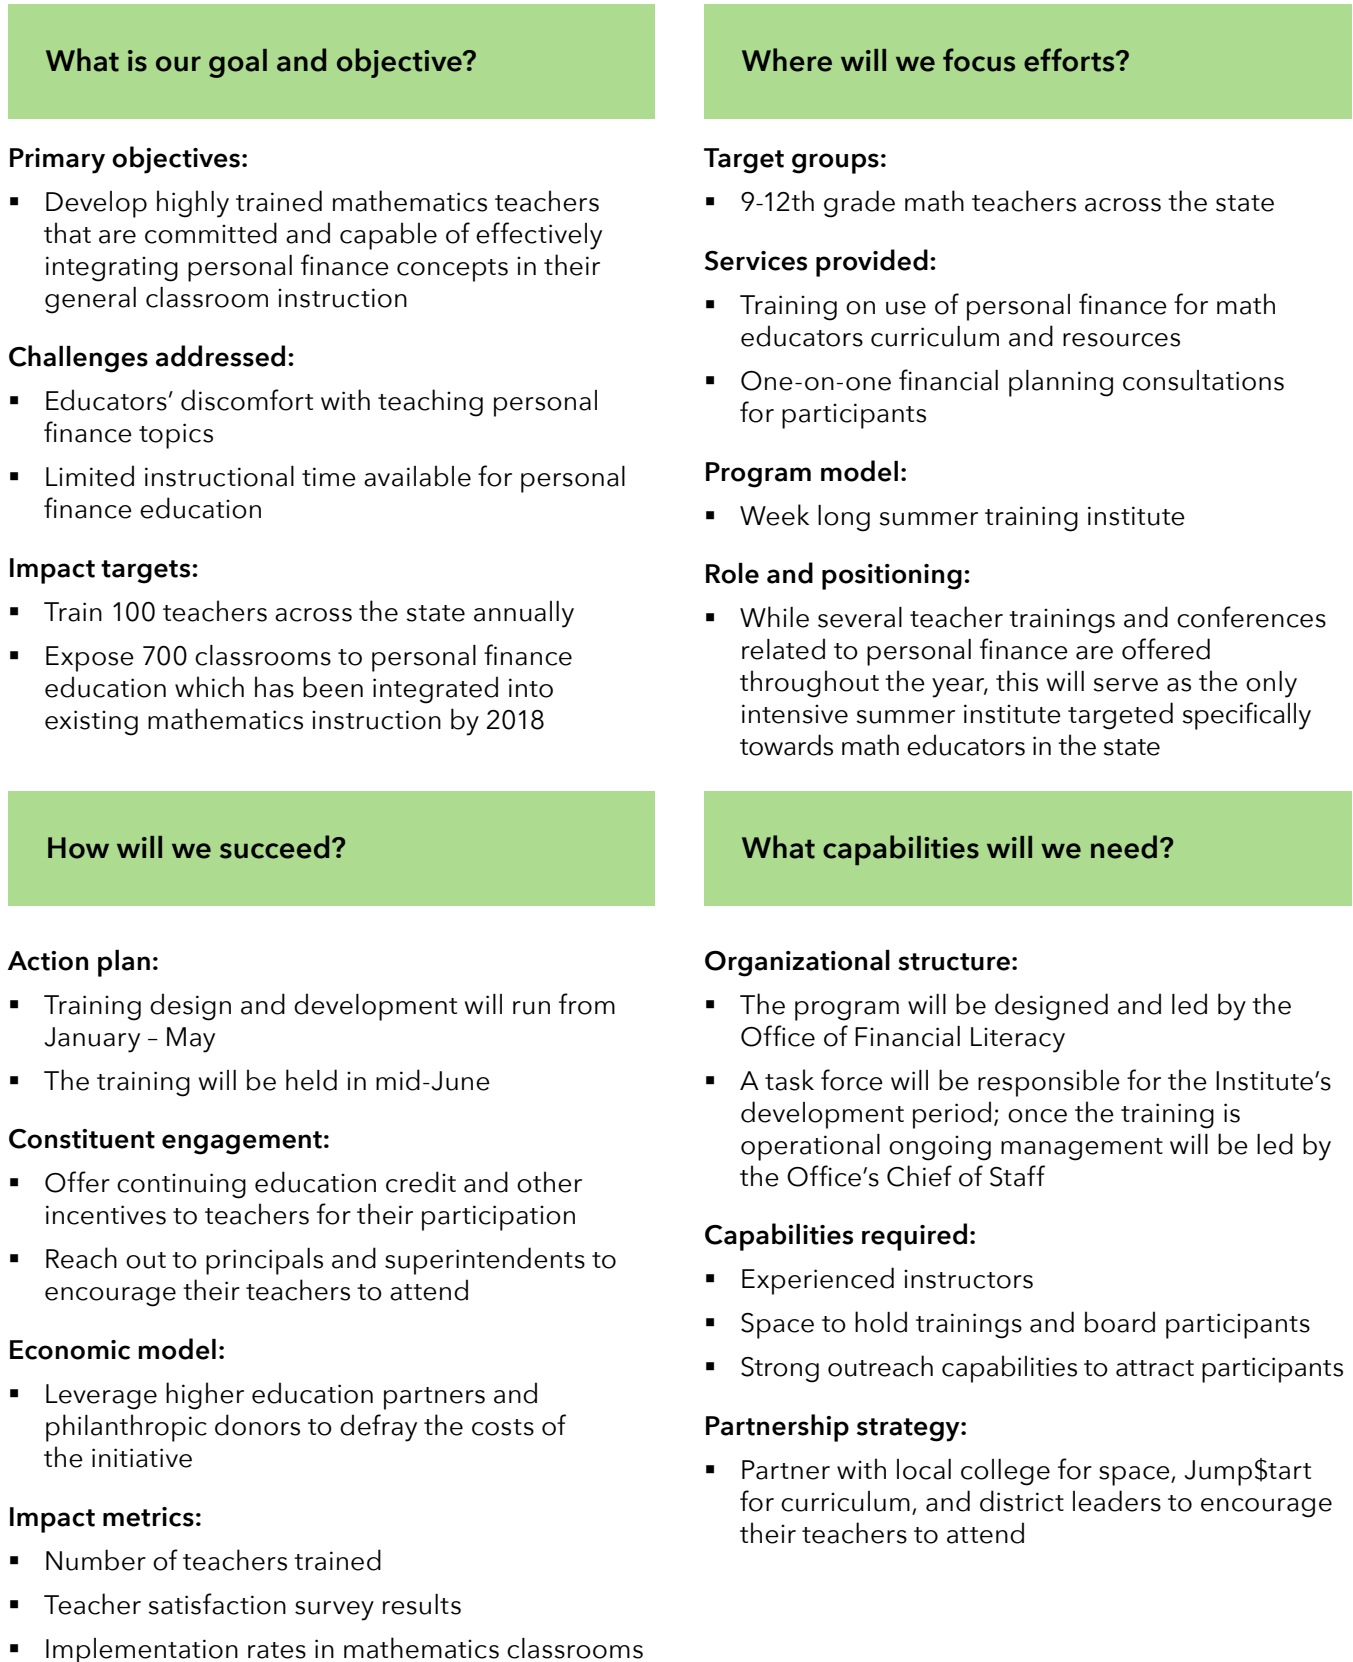 What is our goal and objective?
Primary objectives:
▪ Develop highly trained mathematics teachers
that are committed and capable of effectively
integrating personal finance concepts in their
general classroom instruction
Challenges addressed:
▪ Educators’ discomfort with teaching personal
finance topics
▪ Limited instructional time available for personal
finance education
Impact targets:
▪ Train 100 teachers across the state annually
▪ Expose 700 classrooms to personal finance
education which has been integrated into
existing mathematics instruction by 2018
Where will we focus efforts?
Target groups:
▪ 9-12th grade math teachers across the state
Services provided:
▪ Training on use of personal finance for math
educators curriculum and resources
▪ One-on-one financial planning consultations
for participants
Program model:
▪ Week long summer training institute
Role and positioning:
▪ While several teacher trainings and conferences
related to personal finance are offered
throughout the year, this will serve as the only
intensive summer institute targeted specifically
towards math educators in the state
How will we succeed?
Action plan:
▪ Training design and development will run from
January – May
▪ The training will be held in mid-June
Constituent engagement:
▪ Offer continuing education credit and other
incentives to teachers for their participation
▪ Reach out to principals and superintendents to
encourage their teachers to attend
Economic model:
▪ Leverage higher education partners and
philanthropic donors to defray the costs of
the initiative
Impact metrics:
▪ Number of teachers trained
▪ Teacher satisfaction survey results
▪ Implementation rates in mathematics classrooms
What capabilities will we need?
Organizational structure:
▪ The program will be designed and led by the
Office of Financial Literacy
▪ A task force will be responsible for the Institute’s
development period; once the training is
operational ongoing management will be led by
the Office’s Chief of Staff
Capabilities required:
▪ Experienced instructors
▪ Space to hold trainings and board participants
▪ Strong outreach capabilities to attract participants
Partnership strategy:
▪ Partner with local college for space, Jump$tart
for curriculum, and district leaders to encourage
their teachers to attend